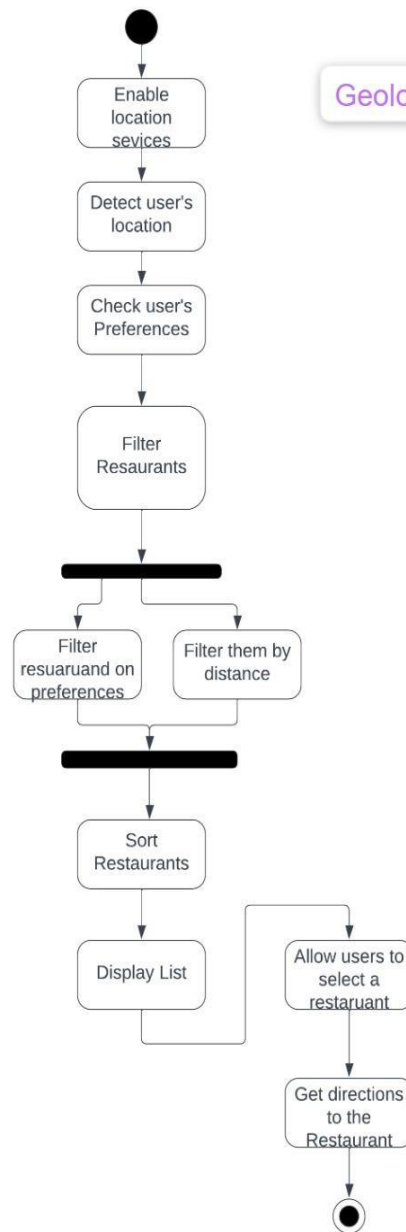 Enable
location
sevices
Geolo
Detect user's
location
Check user's
Preferences
Filter
Resaurants
Filter
resuaruand on
preferences
Filter them by
distance
Sort
Restaurants
Display List
Allow users to
select a
restaruant
Get directions
to the
Restaurant